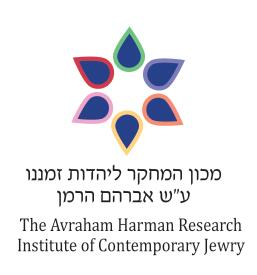 מכון המחקר ליהדות זמננו
ע"ש אברהם הרמן
The Avraham Harman Research
Institute of Contemporary Jewry